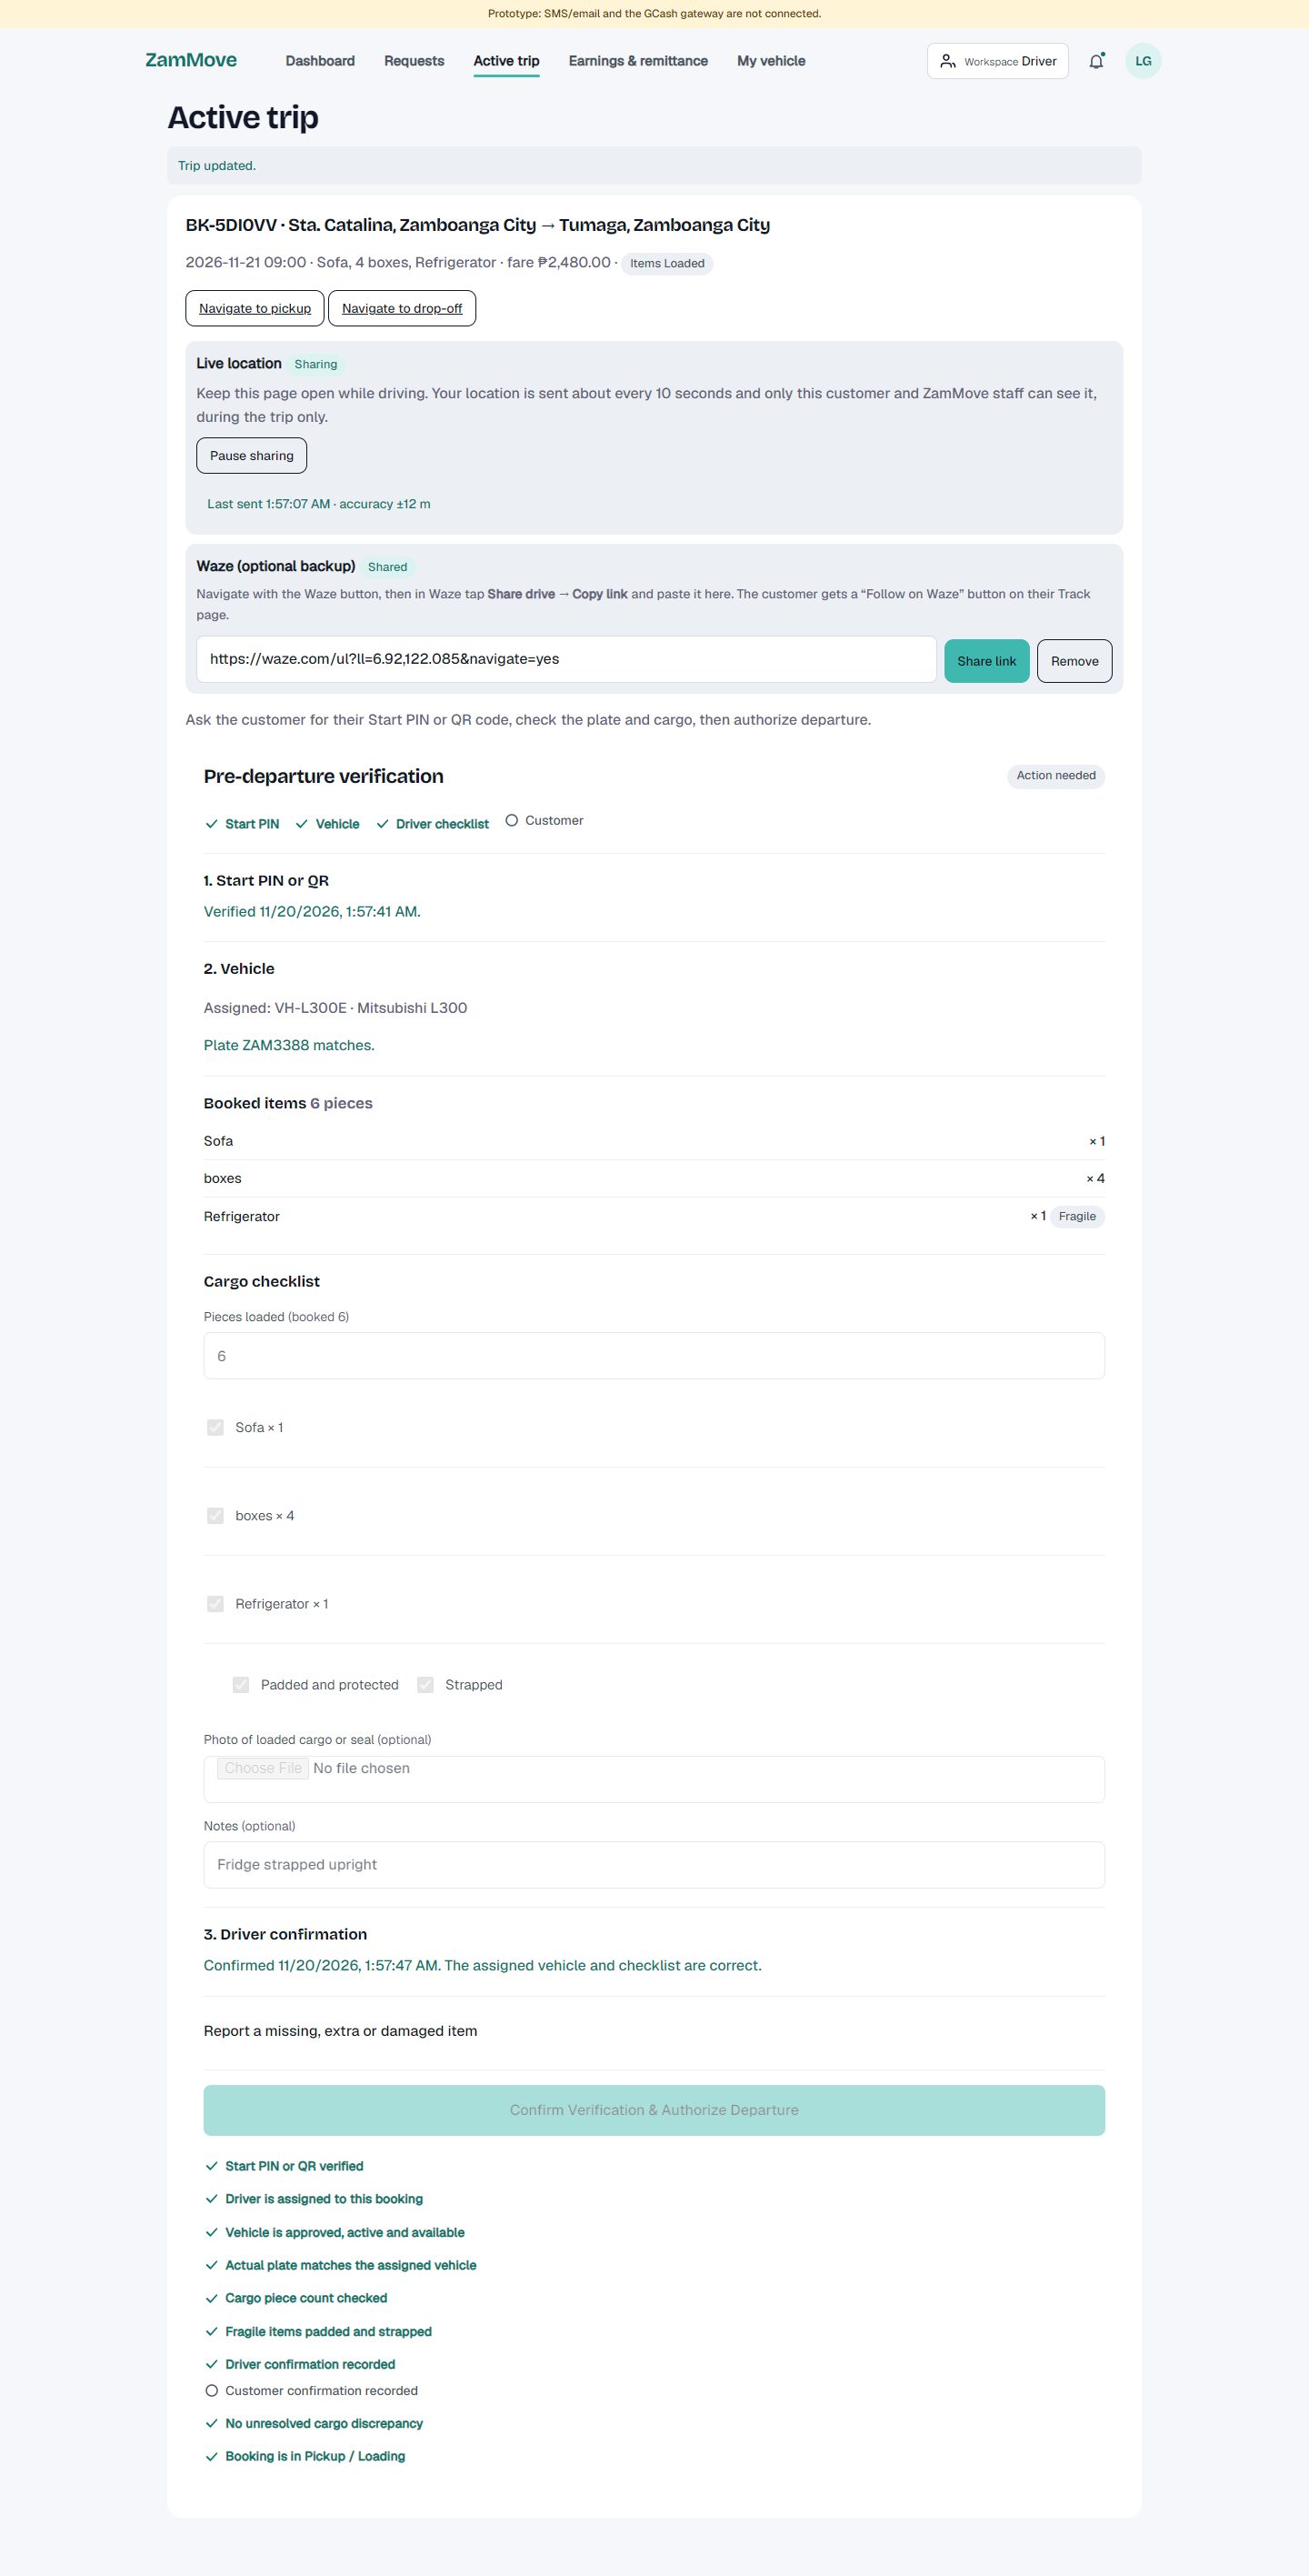 Prototype: SMS/email and the GCash gateway are not connected.
ZamMove
Dashboard
Requests
Active trip
Earnings & remittance
My vehicle
Workspace Driver
LG
Active trip
Trip updated.
BK-5DI0VV · Sta. Catalina, Zamboanga City → Tumaga, Zamboanga City
2026-11-21 09:00 · Sofa, 4 boxes, Refrigerator · fare ₱2,480.00 · Items Loaded
Navigate to pickup
Navigate to drop-off
Live location Sharing
Keep this page open while driving. Your location is sent about every 10 seconds and only this customer and ZamMove staff can see it,
during the trip only.
Pause sharing
Last sent 1:57:07 AM · accuracy ±12 m
Waze (optional backup) Shared
Navigate with the Waze button, then in Waze tap Share drive → Copy link and paste it here. The customer gets a “Follow on Waze” button on their Track
page.
https://waze.com/ul?ll=6.92,122.085&navigate=yes
Share link
Remove
Ask the customer for their Start PIN or QR code, check the plate and cargo, then authorize departure.
Pre-departure verification
Action needed
Start PIN
Vehicle
Driver checklist
Customer
1. Start PIN or QR
Verified 11/20/2026, 1:57:41 AM.
2. Vehicle
Assigned: VH-L300E · Mitsubishi L300
Plate ZAM3388 matches.
Booked items 6 pieces
Sofa × 1
boxes × 4
Refrigerator × 1 Fragile
Cargo checklist
Pieces loaded (booked 6)
6
Sofa × 1
boxes × 4
Refrigerator × 1
Padded and protected
Strapped
Photo of loaded cargo or seal (optional)
Choose File No file chosen
Notes (optional)
Fridge strapped upright
3. Driver confirmation
Confirmed 11/20/2026, 1:57:47 AM. The assigned vehicle and checklist are correct.
Report a missing, extra or damaged item
Confirm Verification & Authorize Departure
Start PIN or QR verified
Driver is assigned to this booking
Vehicle is approved, active and available
Actual plate matches the assigned vehicle
Cargo piece count checked
Fragile items padded and strapped
Driver confirmation recorded
Customer confirmation recorded
No unresolved cargo discrepancy
Booking is in Pickup / Loading